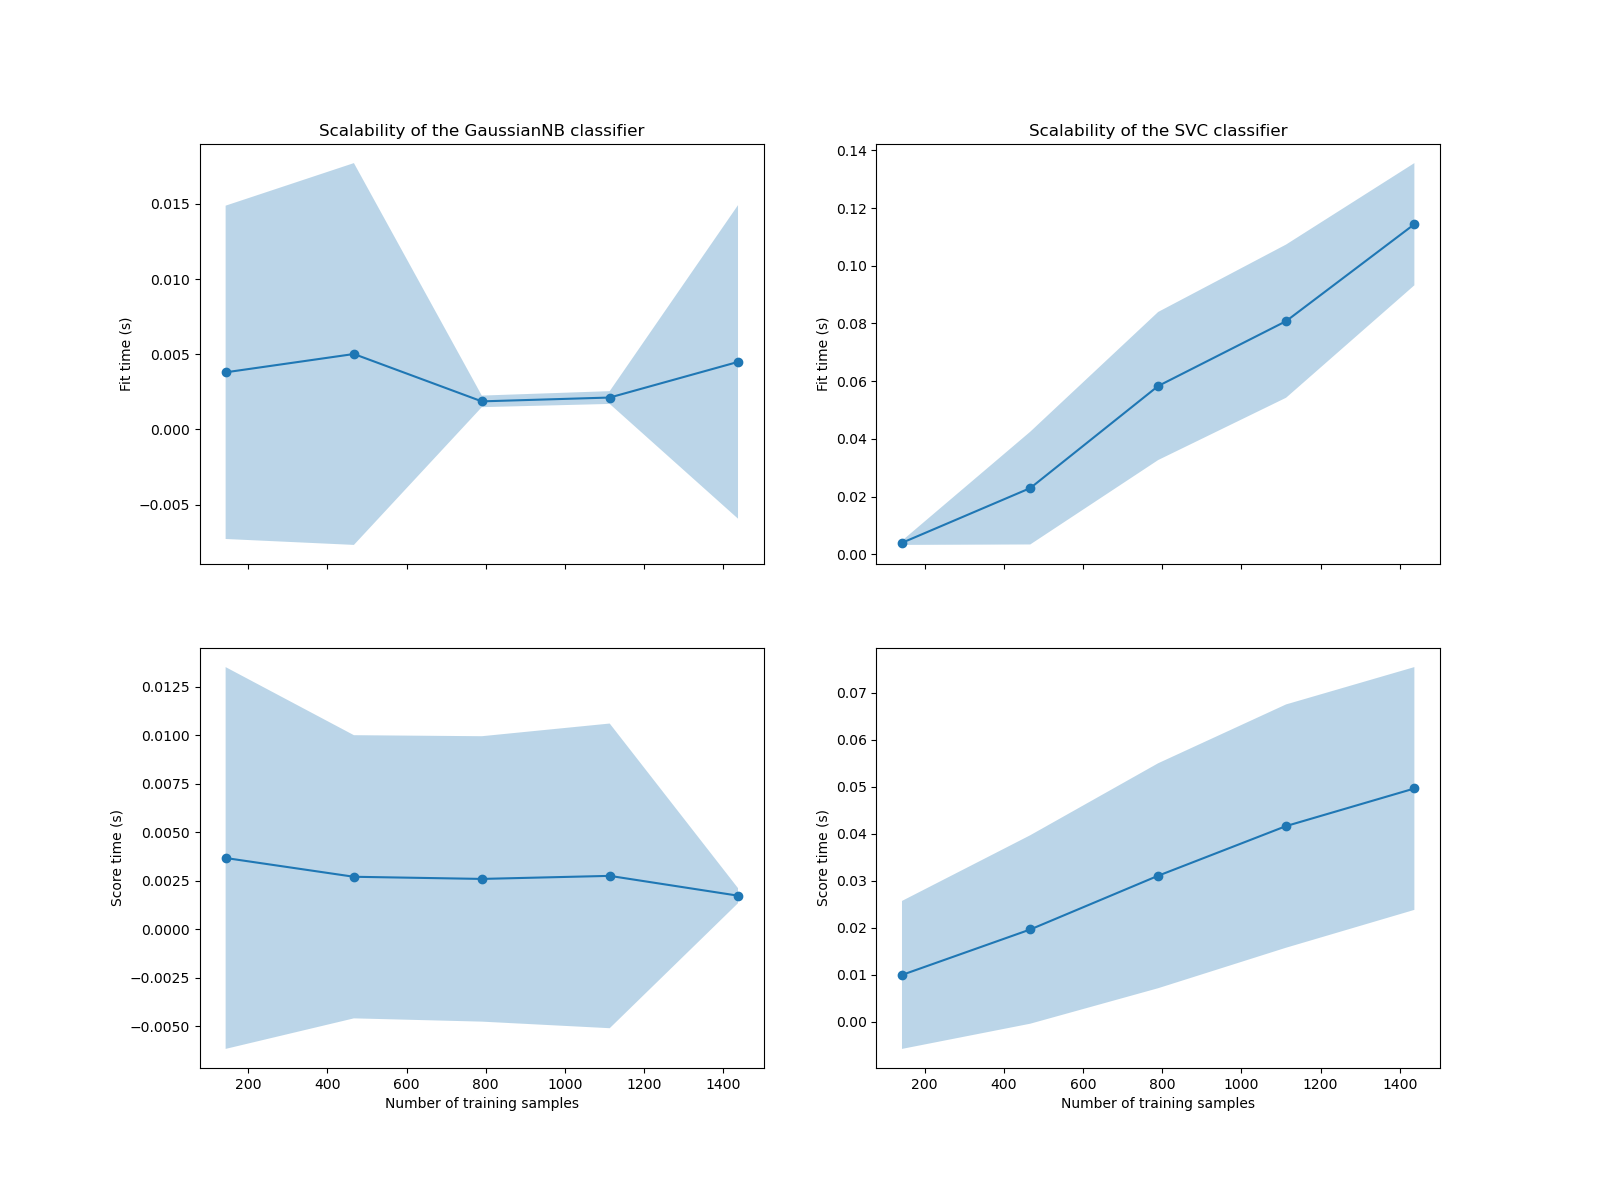 Scalability of the GaussianNB classifier
Scalability of the SVC classifier
0.015
0.010
0.005
0.000
−0.005
Fit time (s)
0.14
0.12
0.10
0.08
0.06
0.04
0.02
0.00
Fit time (s)
0.0125
0.0100
0.0075
0.0050
0.0025
0.0000
−0.0025
−0.0050
Score time (s)
200 400 600 800 1000 1200 1400
Number of training samples
0.07
0.06
0.05
0.04
0.03
0.02
0.01
0.00
Score time (s)
200 400 600 800 1000 1200 1400
Number of training samples